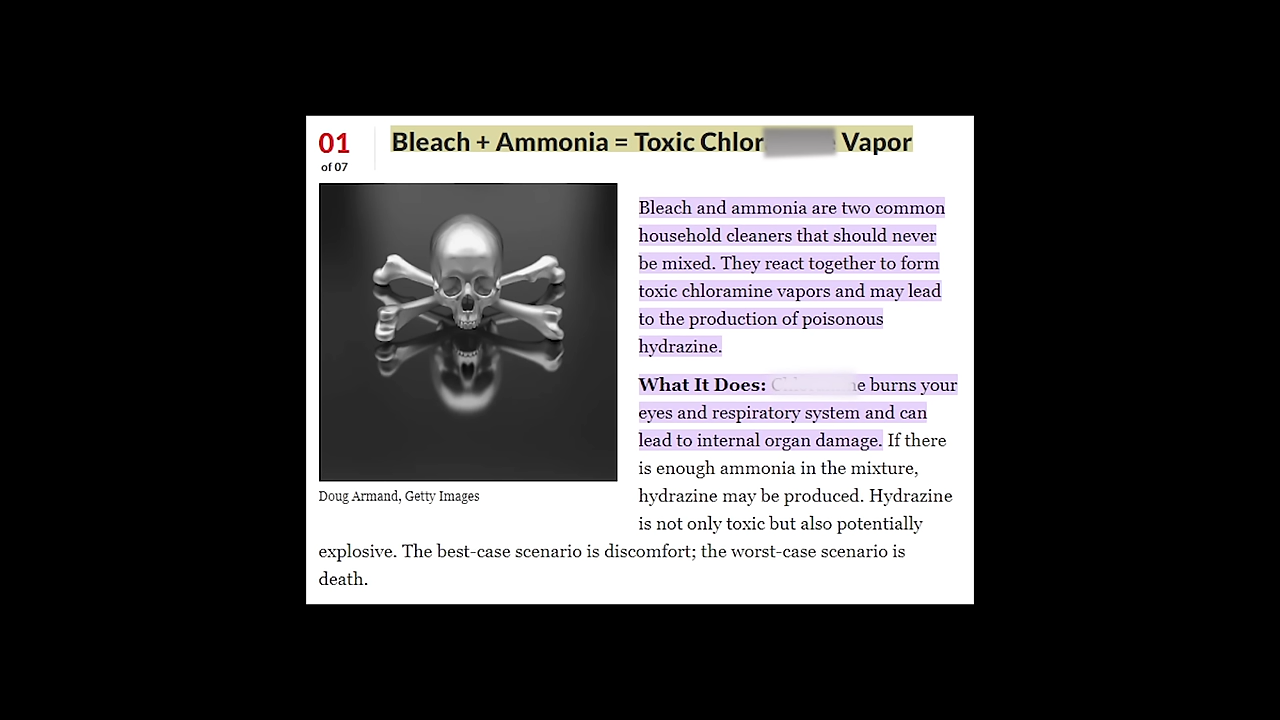 01
of 07
Bleach + Ammonia = Toxic Chlor Vapor
Bleach and ammonia are two common
household cleaners that should never
be mixed. They react together to form
toxic chloramine vapors and may lead
to the production of poisonous
hydrazine.
What It Does: burns your
eyes and respiratory system and can
lead to internal organ damage. If there
is enough ammonia in the mixture,
hydrazine may be produced. Hydrazine
is not only toxic but also potentially
explosive. The best-case scenario is discomfort; the worst-case scenario is
death.
Doug Armand, Getty Images